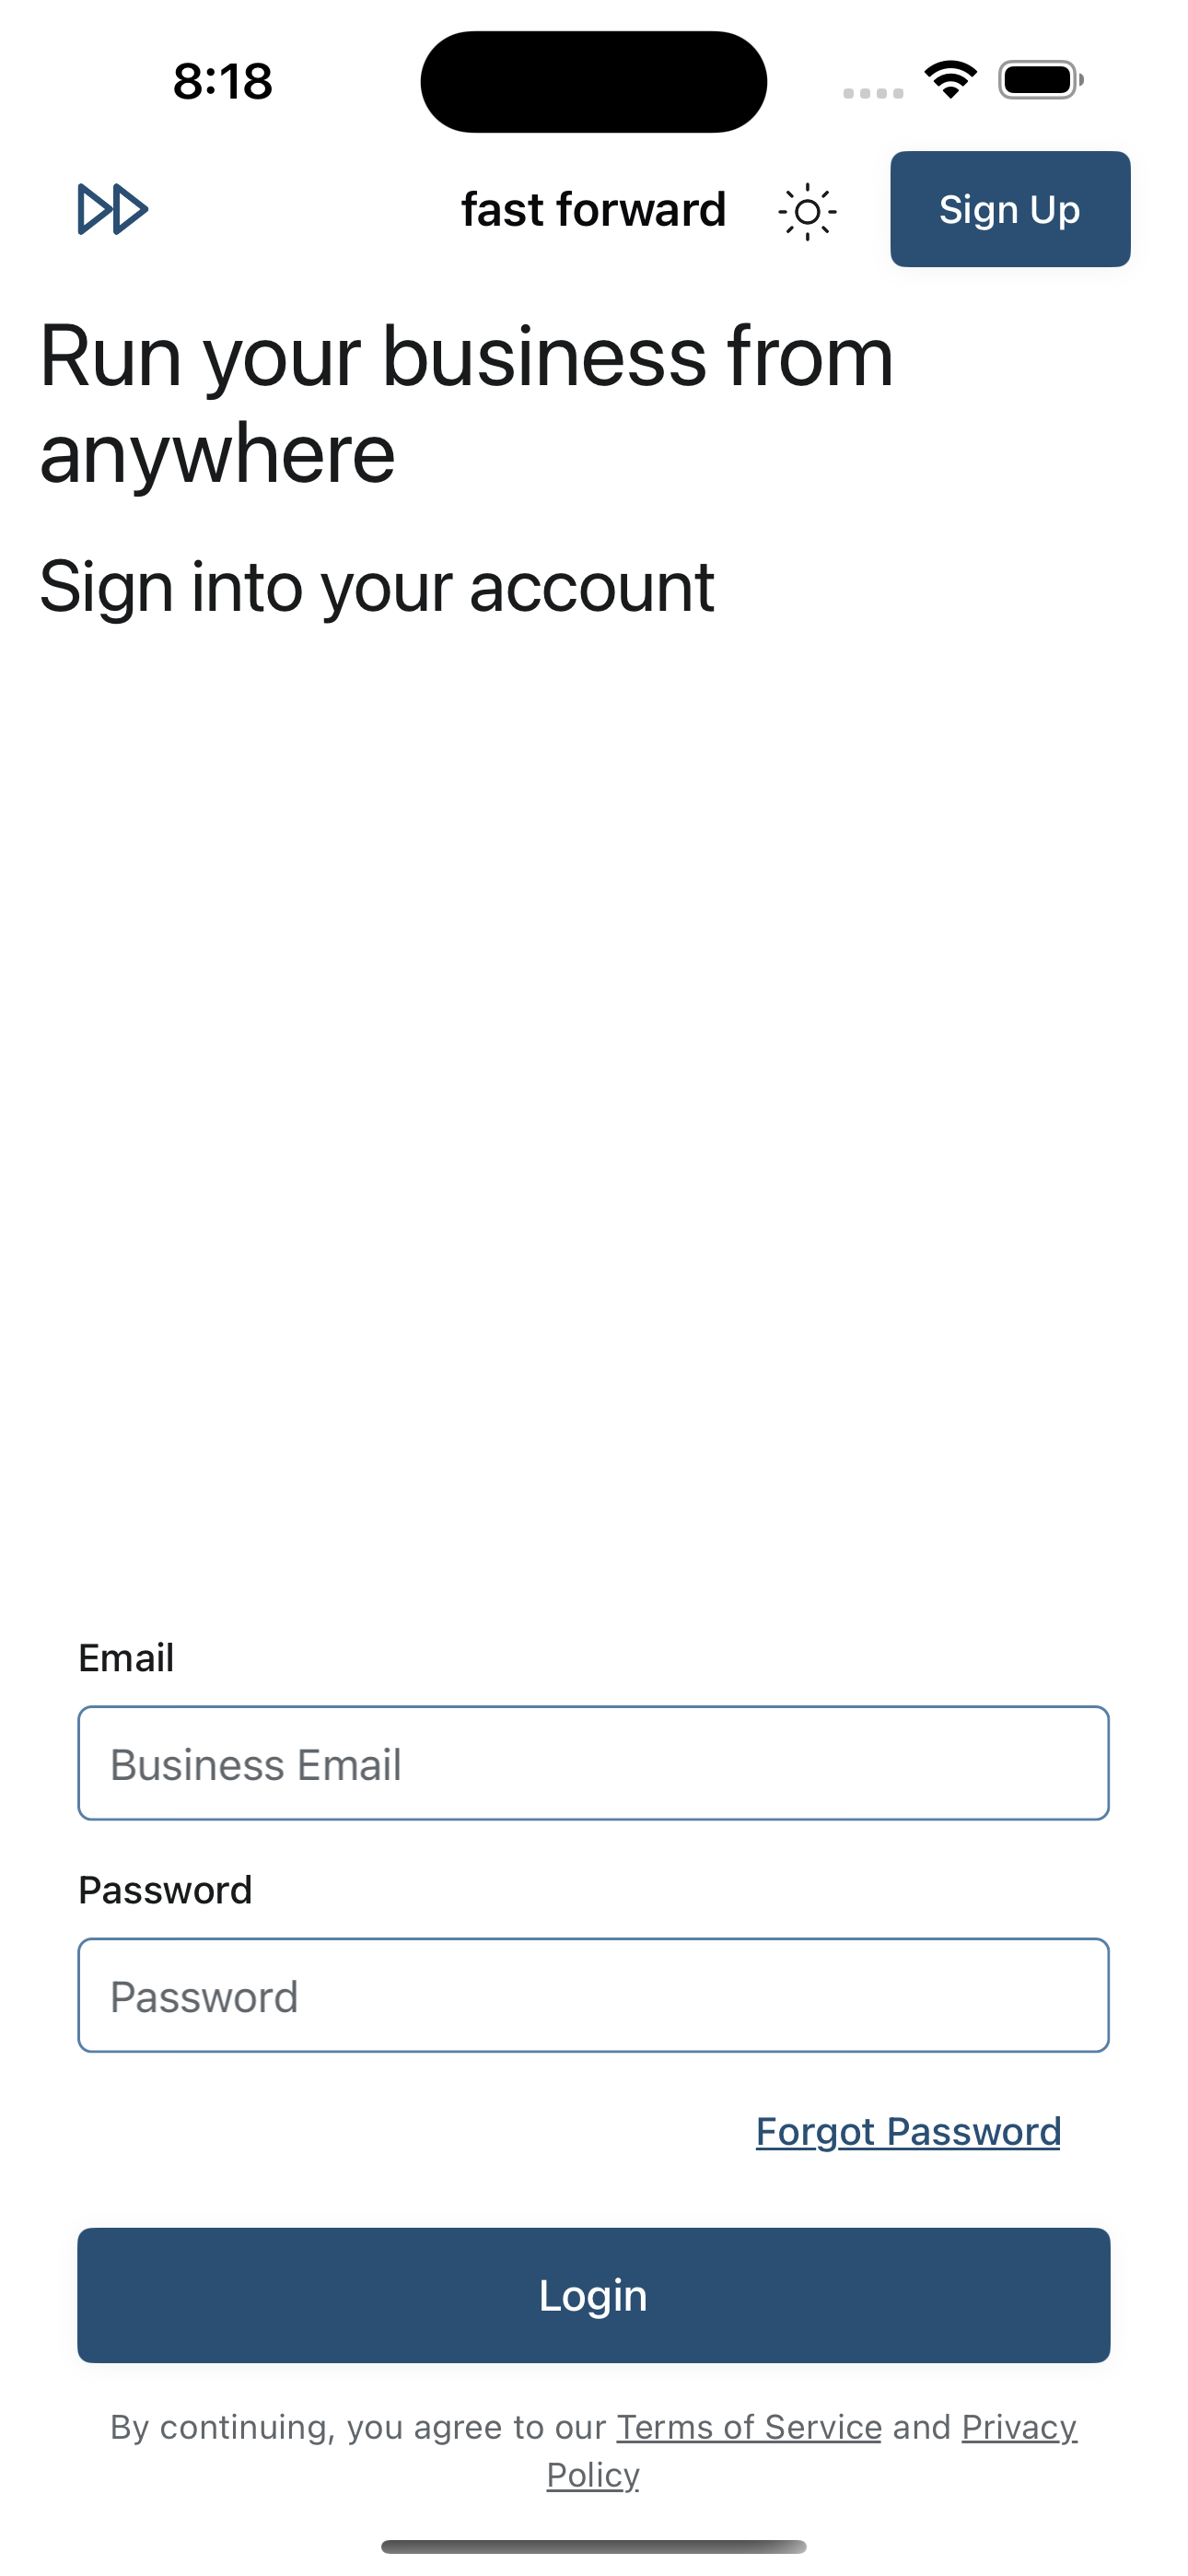 8:18
fast forward
Sign Up
Run your business from
anywhere
Sign into your account
Email
Business Email
Password
Password
Forgot Password
Login
By continuing, you agree to our Terms of Service and Privacy
Policy